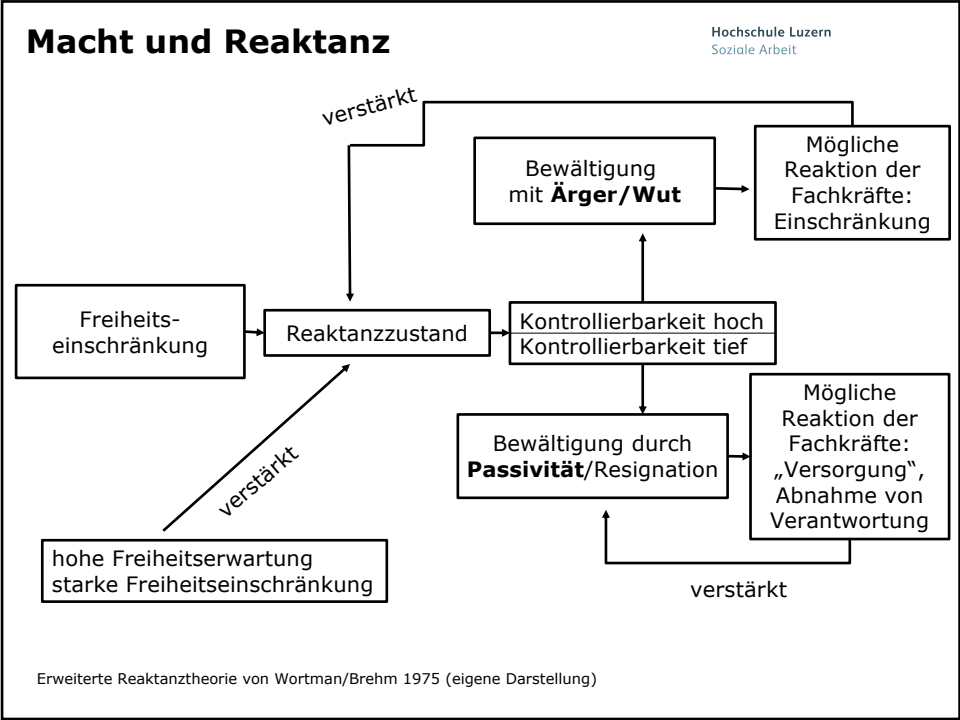 Macht und Reaktanz
Hochschule Luzern
Soziale Arbeit
verstärkt
Bewältigung
mit Ärger/Wut
Mögliche
Reaktion der
Fachkräfte:
Einschränkung
Freiheits-
einschränkung
Reaktanzzustand
Kontrollierbarkeit hoch
Kontrollierbarkeit tief
Bewältigung durch
Passivität/Resignation
Mögliche
Reaktion der
Fachkräfte:
„Versorgung“,
Abnahme von
Verantwortung
verstärkt
hohe Freiheitserwartung
starke Freiheitseinschränkung
verstärkt
Erweiterte Reaktanztheorie von Wortman/Brehm 1975 (eigene Darstellung)